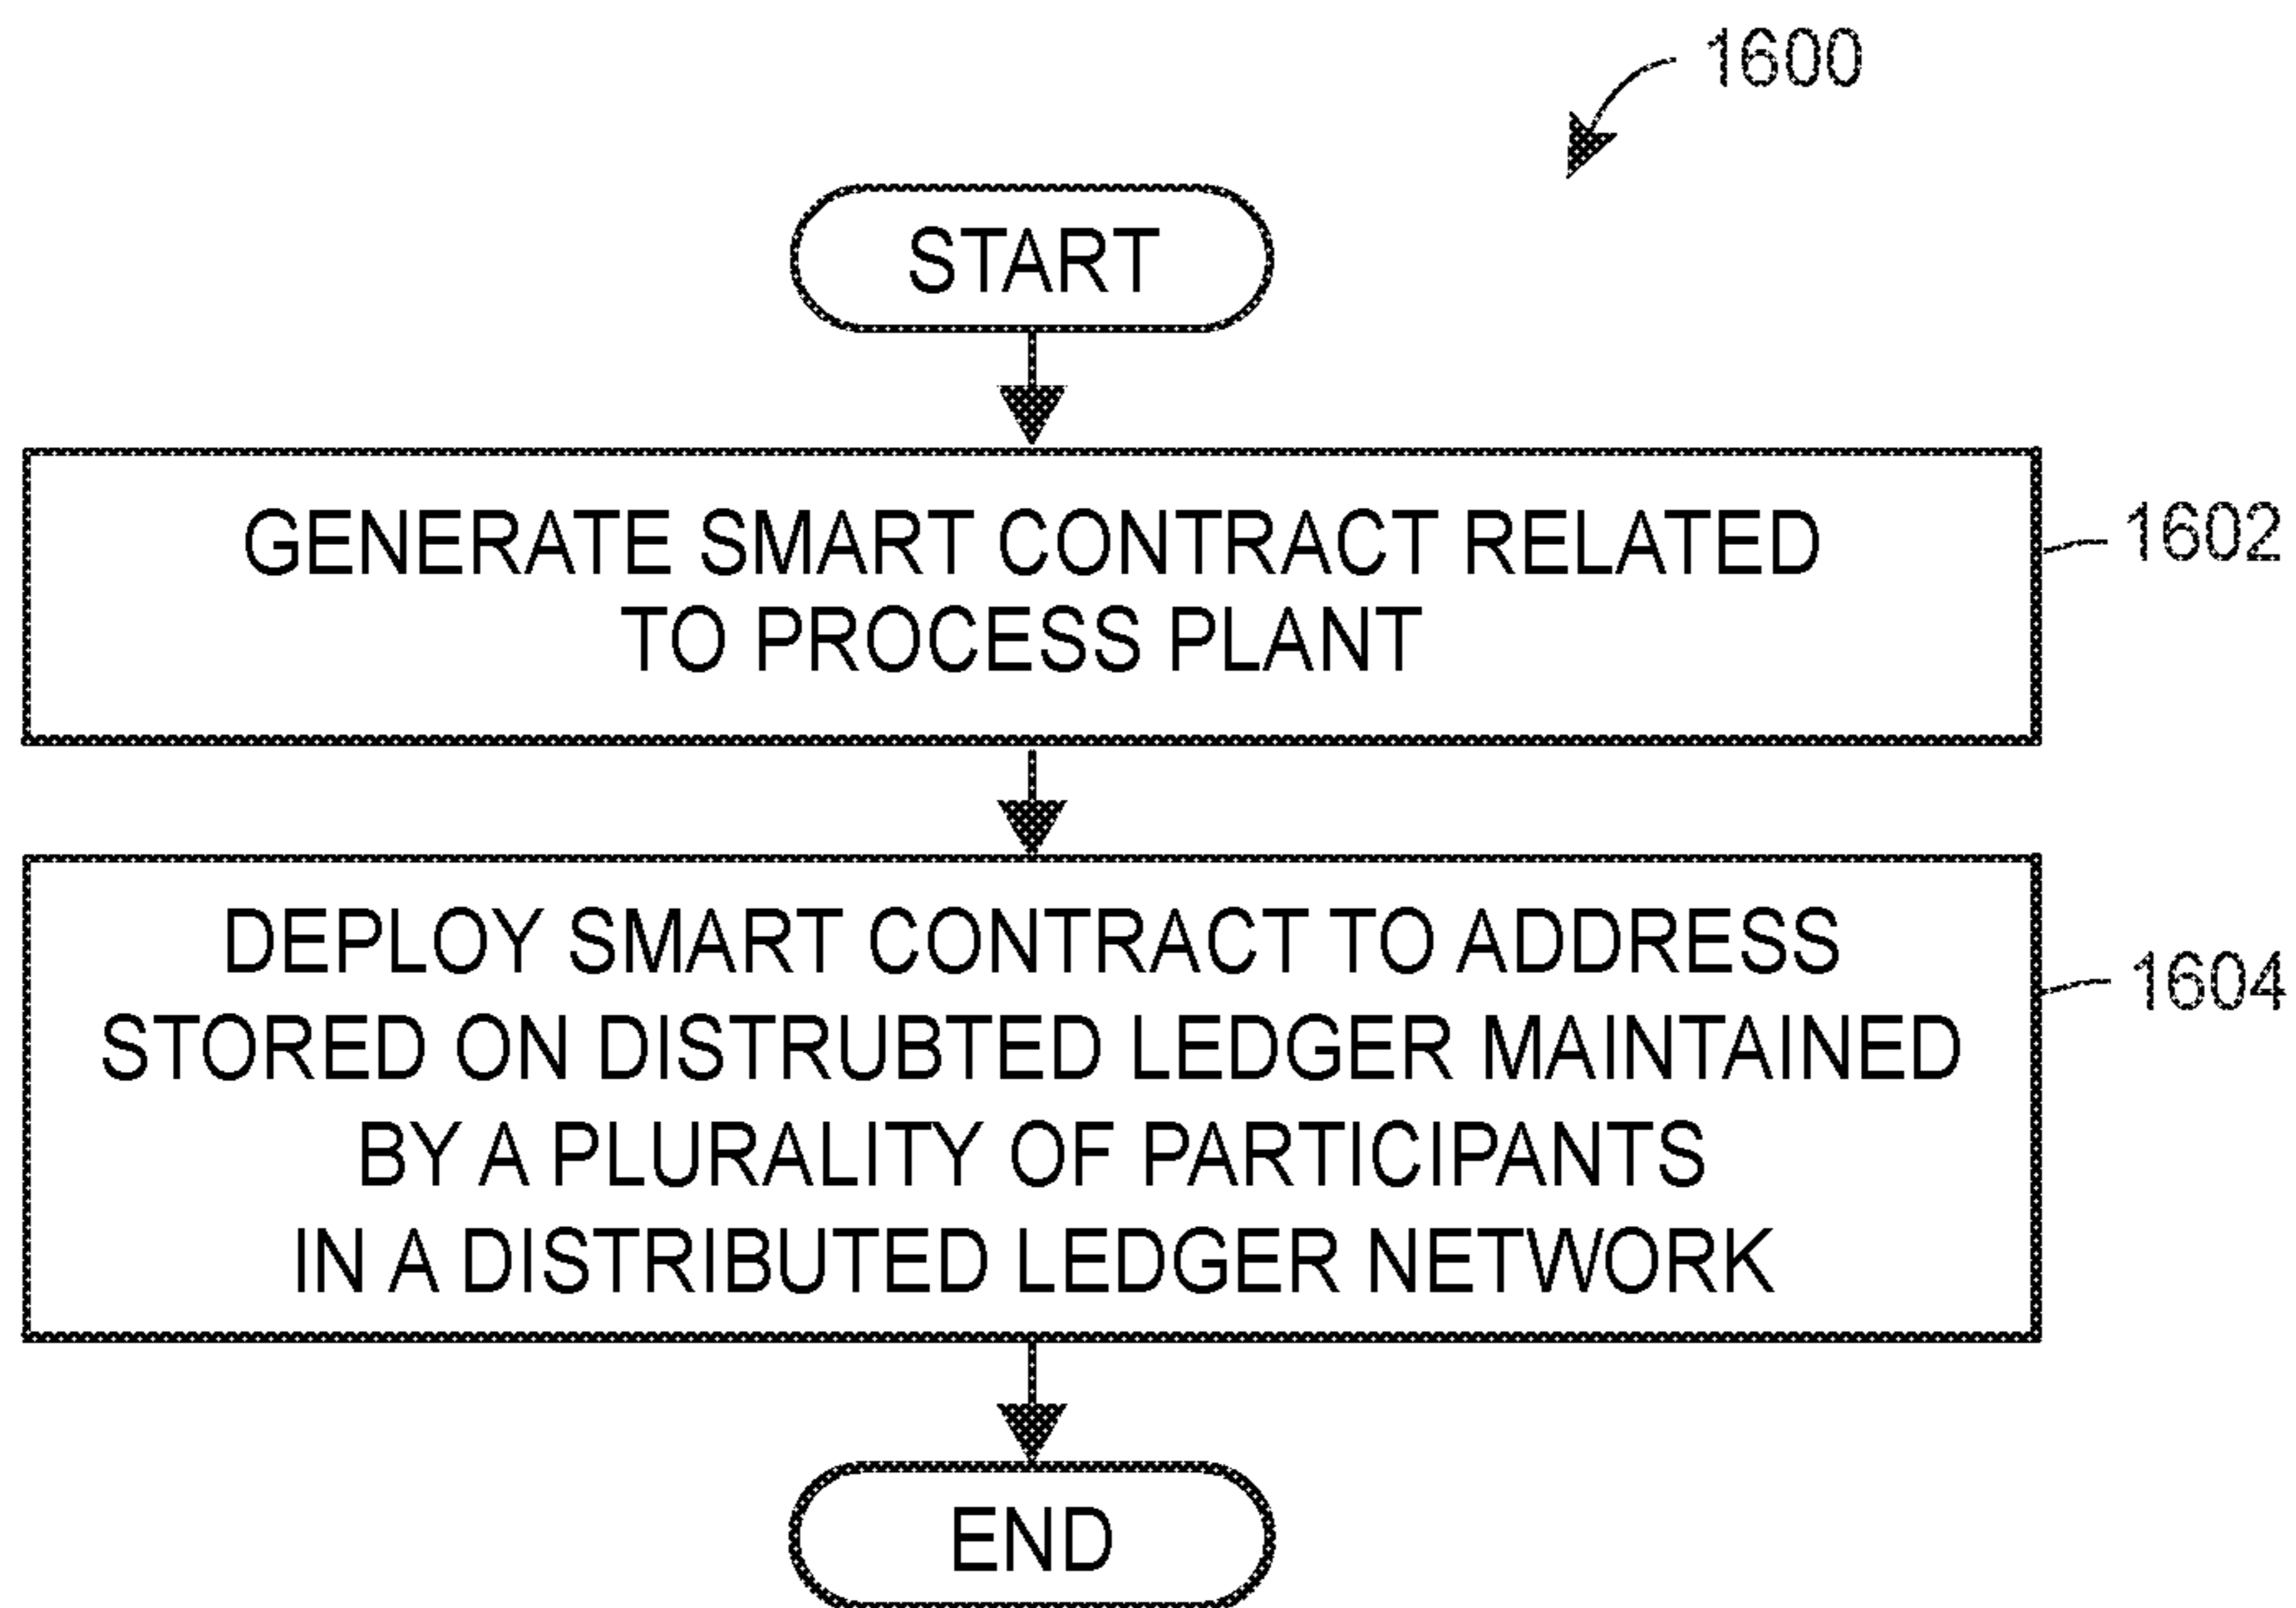 1600
START
GENERATE SMART CONTRACT RELATED
TO PROCESS PLANT
1602
DEPLOY SMART CONTRACT TO ADDRESS
STORED ON DISTRUBTED LEDGER MAINTAINED
BY A PLURALITY OF PARTICIPANTS
IN A DISTRIBUTED LEDGER NETWORK
1604
END